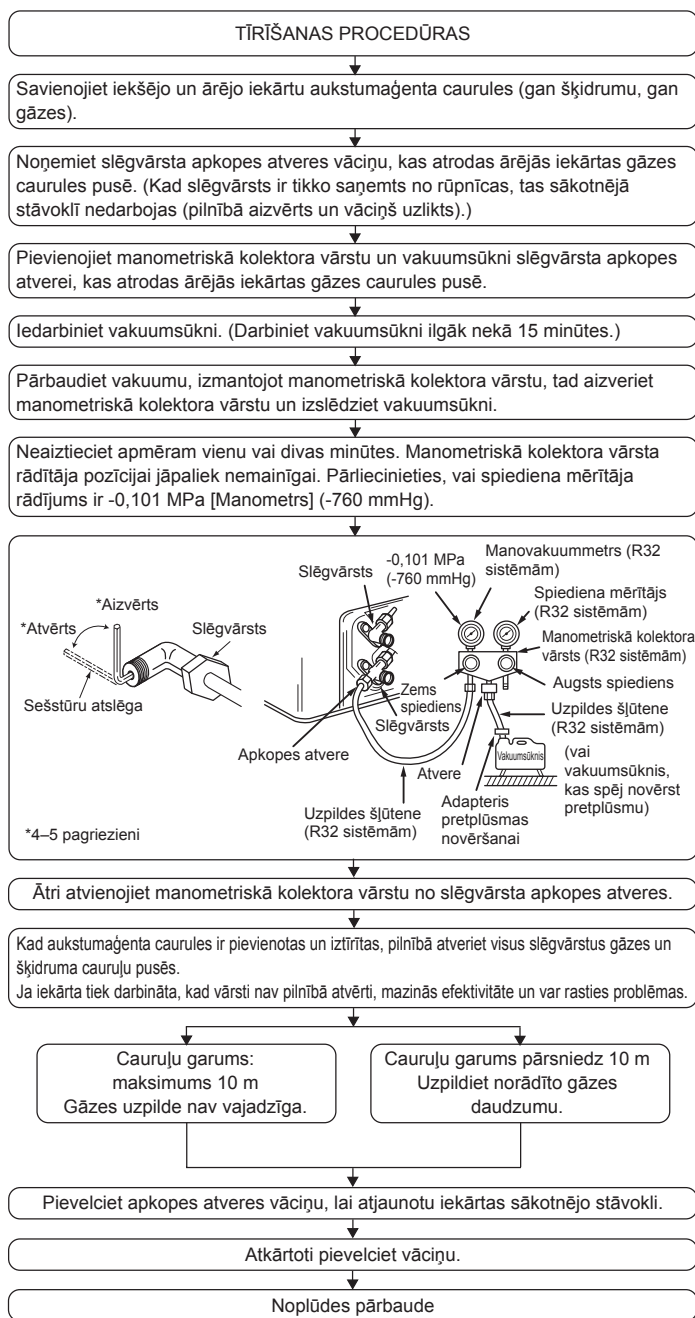 TĪRĪŠANAS PROCEDŪRAS
Savienojiet iekšējo un ārējo iekārtu aukstumaģenta caurules (gan šķidrumu, gan
gāzes).
Noņemiet slēgvārsta apkopes atveres vāciņu, kas atrodas ārējās iekārtas gāzes
caurules pusē. (Kad slēgvārsts ir tikko saņemts no rūpnīcas, tas sākotnējā
stāvoklī nedarbojas (pilnībā aizvērts un vāciņš uzlikts).)
Pievienojiet manometriskā kolektora vārstu un vakuumsūkni slēgvārsta apkopes
atverei, kas atrodas ārējās iekārtas gāzes caurules pusē.
Iedarbiniet vakuumsūkni. (Darbiniet vakuumsūkni ilgāk nekā 15 minūtes.)
Pārbaudiet vakuumu, izmantojot manometriskā kolektora vārstu, tad aizveriet
manometriskā kolektora vārstu un izslēdziet vakuumsūkni.
Neaiztieciet apmēram vienu vai divas minūtes. Manometriskā kolektora vārsta
rādītāja pozīcijai jāpaliek nemainīgai. Pārliecinieties, vai spiediena mērītāja
rādījums ir -0,101 MPa [Manometrs] (-760 mmHg).
*Atvērts
*Aizvērts
Slēgvārsts
Sešstūru atslēga
*4–5 pagriezieni
Slēgvārsts
-0,101 MPa
(-760 mmHg)
Manovakuummetrs (R32
sistēmām)
Spiediena mērītājs
(R32 sistēmām)
Manometriskā kolektora
vārsts (R32 sistēmām)
Zems
spiediens
Augsts spiediens
Slēgvārsts
Apkopes atvere
Atvere
Uzpildes šļūtene
(R32 sistēmām)
Vakuumsūknis
(vai
vakuumsūknis,
kas spēj novērst
pretplūsmu)
Uzpildes šļūtene
(R32 sistēmām)
Adapteris
pretplūsmas
novēršanai
Ātri atvienojiet manometriskā kolektora vārstu no slēgvārsta apkopes atveres.
Kad aukstumaģenta caurules ir pievienotas un iztīrītas, pilnībā atveriet visus slēgvārstus gāzes un
šķidruma cauruļu pusēs.
Ja iekārta tiek darbināta, kad vārsti nav pilnībā atvērti, mazinās efektivitāte un var rasties problēmas.
Cauruļu garums:
maksimums 10 m
Gāzes uzpilde nav vajadzīga.
Cauruļu garums pārsniedz 10 m
Uzpildiet norādīto gāzes
daudzumu.
Pievelciet apkopes atveres vāciņu, lai atjaunotu iekārtas sākotnējo stāvokli.
Atkārtoti pievelciet vāciņu.
Noplūdes pārbaude